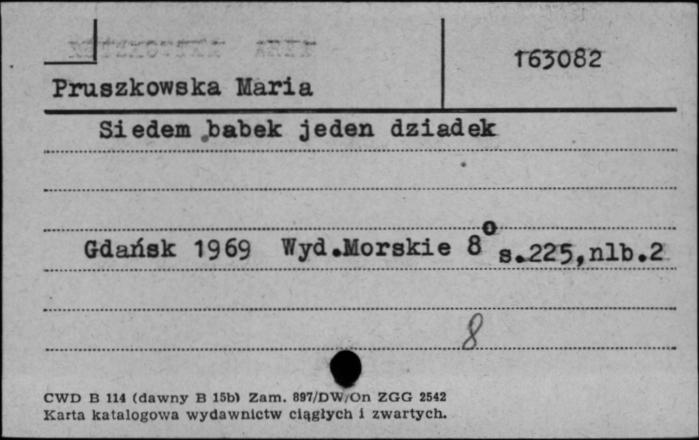 163082
Pruszkowska Maria
Siedem babek jeden dziadek
Gdańsk 1969 Wyd.Morskie 8o s.225,nlb.2
8
CWD B 114 (dawny B 15b) Zam. 897/DW/On ZGG 2542
Karta katalogowa wydawnictw ciągłych i zwartych.